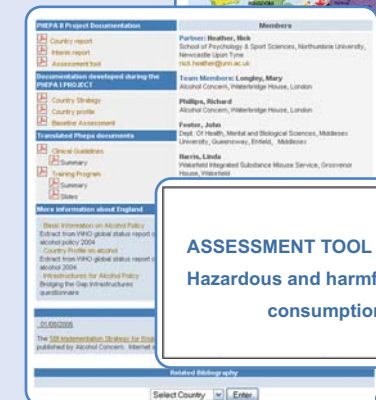 KINGDOM
PHEPA II Project Documentation
Country report
Interim report
Assessment tool
Documentation developed during the
PHEPA I PROJECT
Country Strategy
Country profile
Baseline Assessment
Translated Phepa documents
Clinical Guidelines
Summary
Training Program
Summary
Slides
More information about England
Basic Information on Alcohol Policy
Extract from WHO global status report o
alcohol policy 2004
Country Profile on alcohol
Extract from WHO global status report o
alcohol 2004
Infrastructures for Alcohol Policy
Bridging the Gap Infrastructures
questionnaire
01/06/2006
The SBI Implementation Strategy for Engla
published by Alcohol Concern. Internet a
Members
Partner: Heather, Nick
School of Psychology & Sport Sciences, Northumbria University,
Newcastle Upon Tyne
nick.heather@unn.ac.uk
Team Members: Longley, Mary
Alcohol Concern, Waterbridge House, London
Phillips, Richard
Alcohol Concern, Waterbridge House, London
Foster, John
Dept. Of Health, Mental and Biological Sciences, Middlesex
University, Queensway, Enfield, Middlesex
Harris, Linda
Wakefield Integrated Substance Misuse Service, Grosvenor
House, Wakefield
ASSESSMENT TOOL
Hazardous and harmf
consumption
Related Bibliography
Select Country
Enter